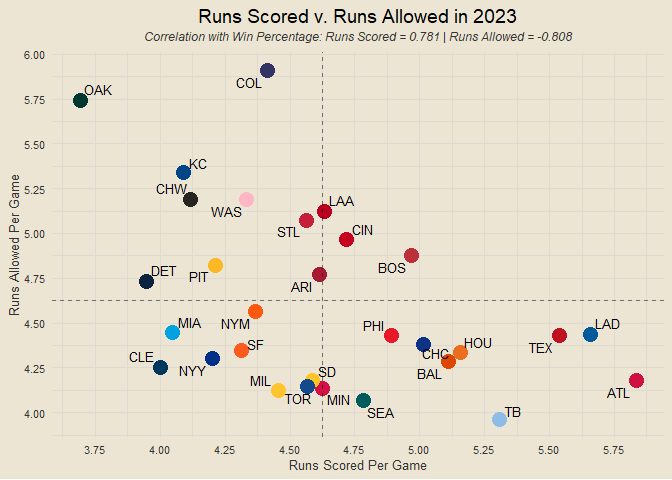 Runs Scored v. Runs Allowed in 2023
Correlation with Win Percentage: Runs Scored = 0.781 | Runs Allowed = -0.808
6.00
COL
OAK
5.75
5.50
KC
5.25
CHW
WAS
LAA
STL
CIN
5.00
BOS
DET
PIT
4.75
ARI
4.50
MIA
NYM
PHI
LAD
SF
HOU
TEX
CLE
CHC
4.25
NYY
BAL
SD
MIL
ATL
TOR
MIN
SEA
TB
4.00
Runs Allowed Per Game
3.75 4.00 4.25 4.50 4.75 5.00 5.25 5.50 5.75
Runs Scored Per Game